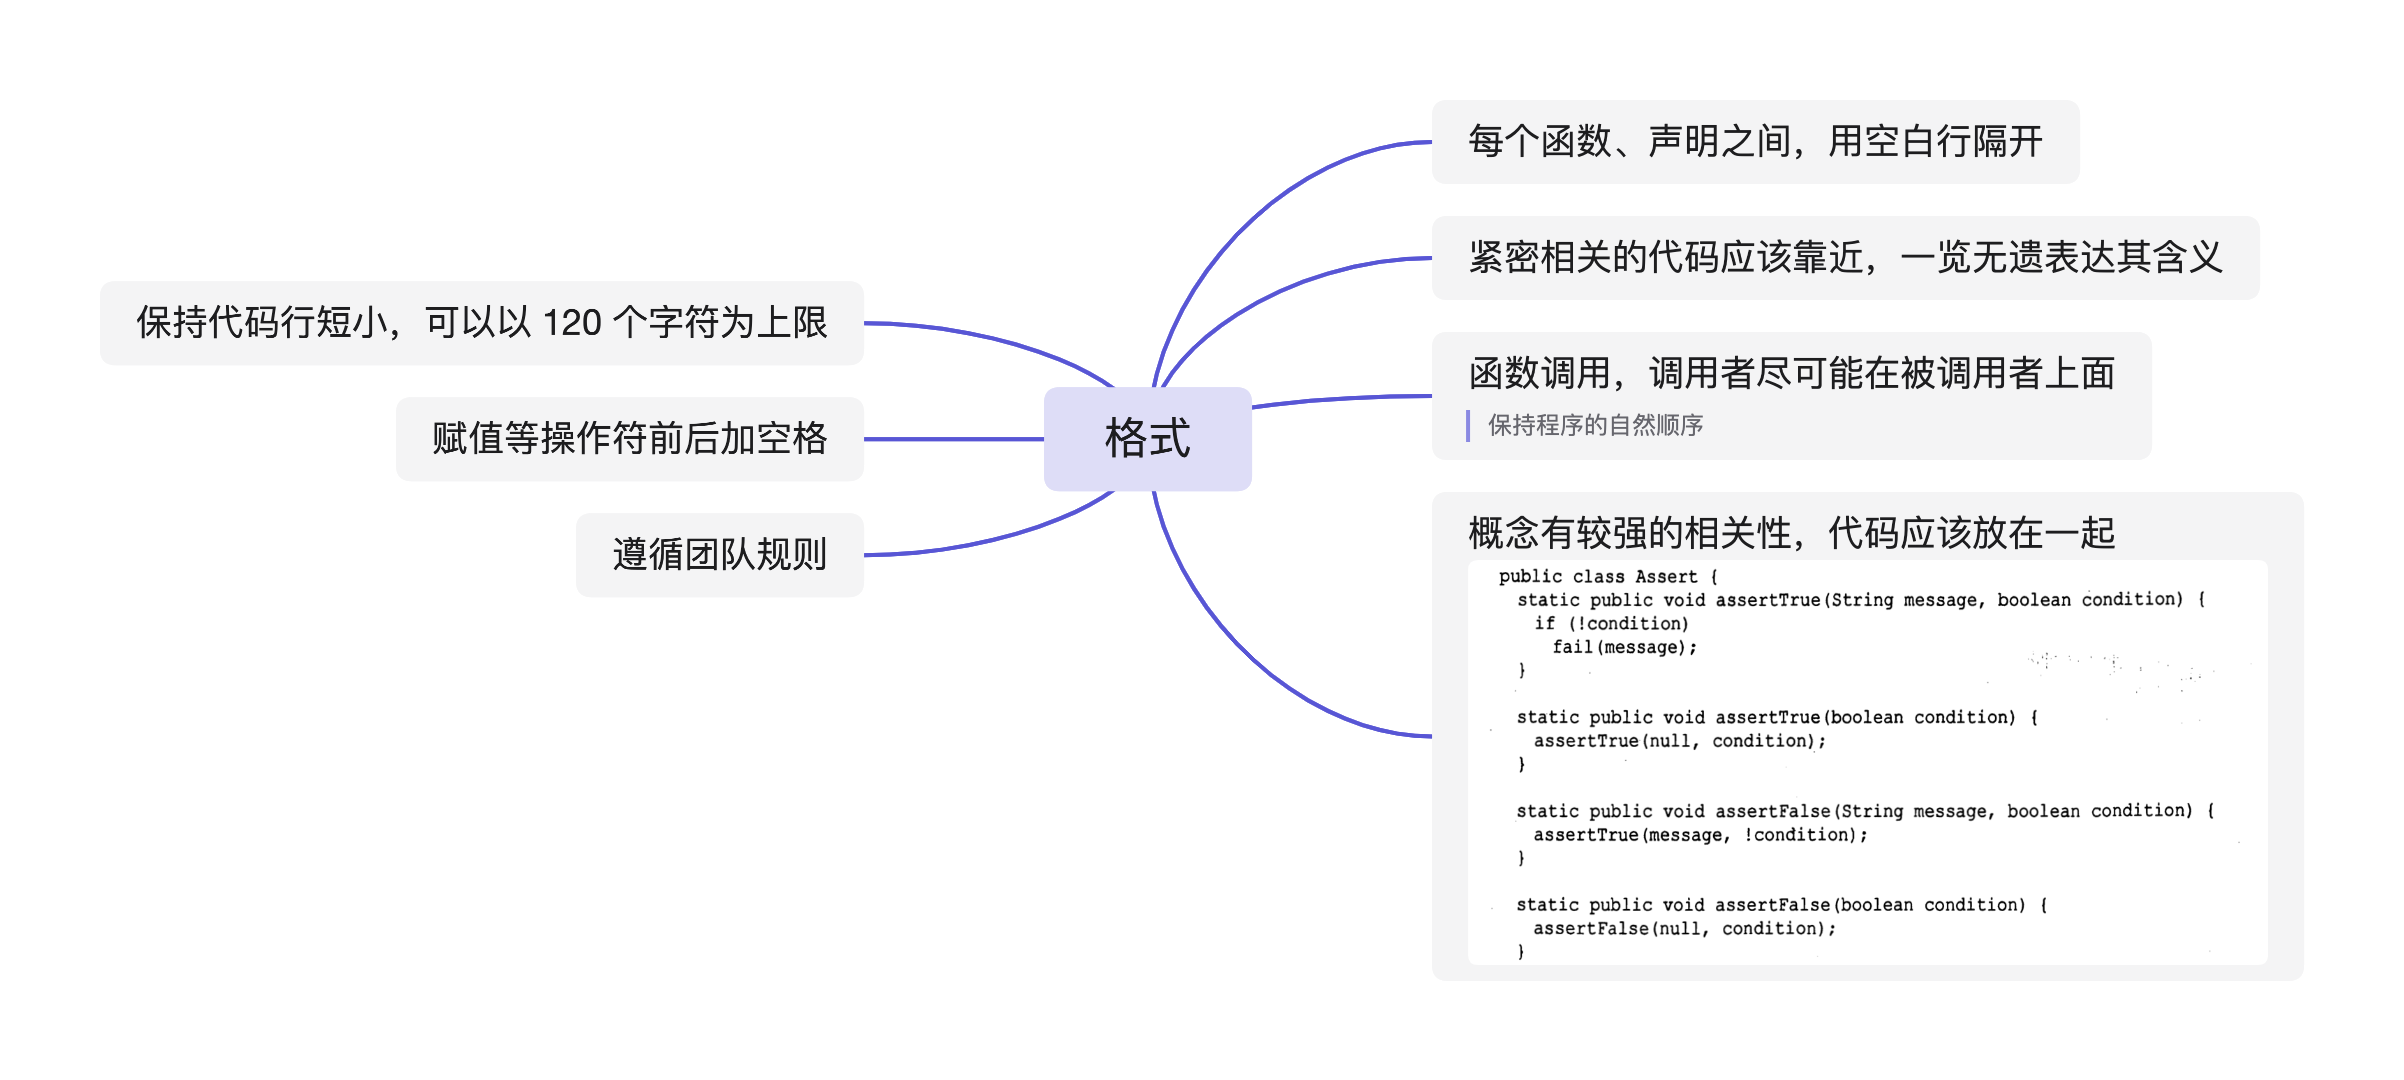 格式
每个函数、声明之间，用空白行隔开
紧密相关的代码应该靠近，一览无遗表达其含义
函数调用，调用者尽可能在被调用者上面
保持程序的自然顺序
概念有较强的相关性，代码应该放在一起
public class Assert {
static public void assertTrue(String message, boolean condition) {
if (!condition)
fail(message);
}
static public void assertTrue(boolean condition) {
assertTrue(null, condition);
}
static public void assertFalse(String message, boolean condition) {
assertTrue(message, !condition);
}
static public void assertFalse(boolean condition) {
assertFalse(null, condition);
}
保持代码行短小，可以以 120 个字符为上限
赋值等操作符前后加空格
遵循团队规则